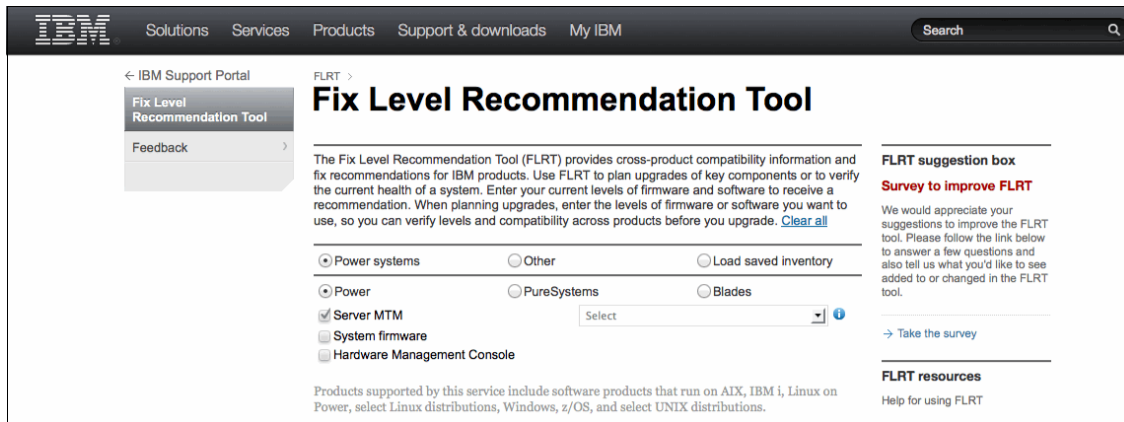 IBM Solutions Services Products Support & downloads My IBM Search
← IBM Support Portal
Fix Level
Recommendation Tool
Feedback
FLRT >
Fix Level Recommendation Tool
The Fix Level Recommendation Tool (FLRT) provides cross-product compatibility information and
fix recommendations for IBM products. Use FLRT to plan upgrades of key components or to verify
the current health of a system. Enter your current levels of firmware and software to receive a
recommendation. When planning upgrades, enter the levels of firmware or software you want to
use, so you can verify levels and compatibility across products before you upgrade. Clear all
Power systems Other Load saved inventory
Power PureSystems Blades
Server MTM Select
System firmware
Hardware Management Console
Products supported by this service include software products that run on AIX, IBM i, Linux on
Power, select Linux distributions, Windows, z/OS, and select UNIX distributions.
FLRT suggestion box
Survey to improve FLRT
We would appreciate your
suggestions to improve the FLRT
tool. Please follow the link below
to answer a few questions and
also tell us what you'd like to see
added to or changed in the FLRT
tool.
→ Take the survey
FLRT resources
Help for using FLRT